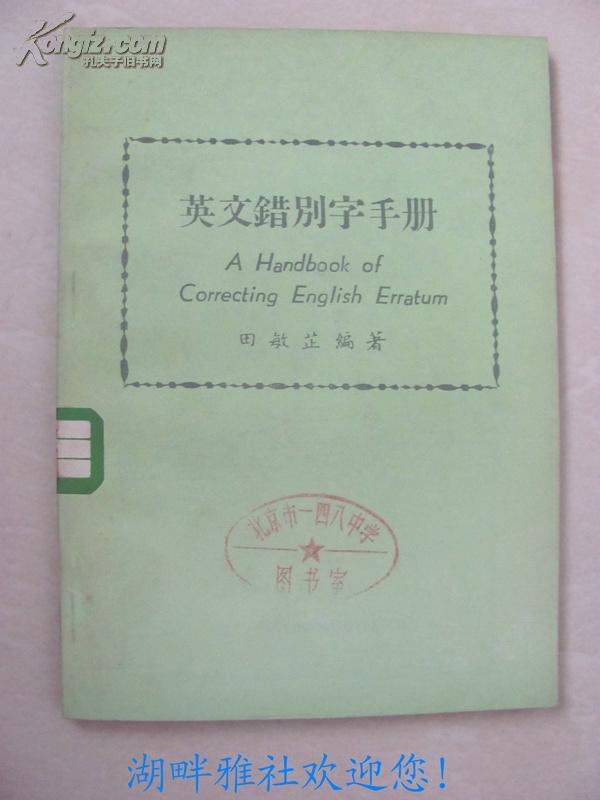 Kongfz.com
孔夫子旧书网
英文錯別字手册
A Handbook of
Correcting English Erratum
田敏芷編著
北京市一四八中学
图书室
湖畔雅社欢迎您!